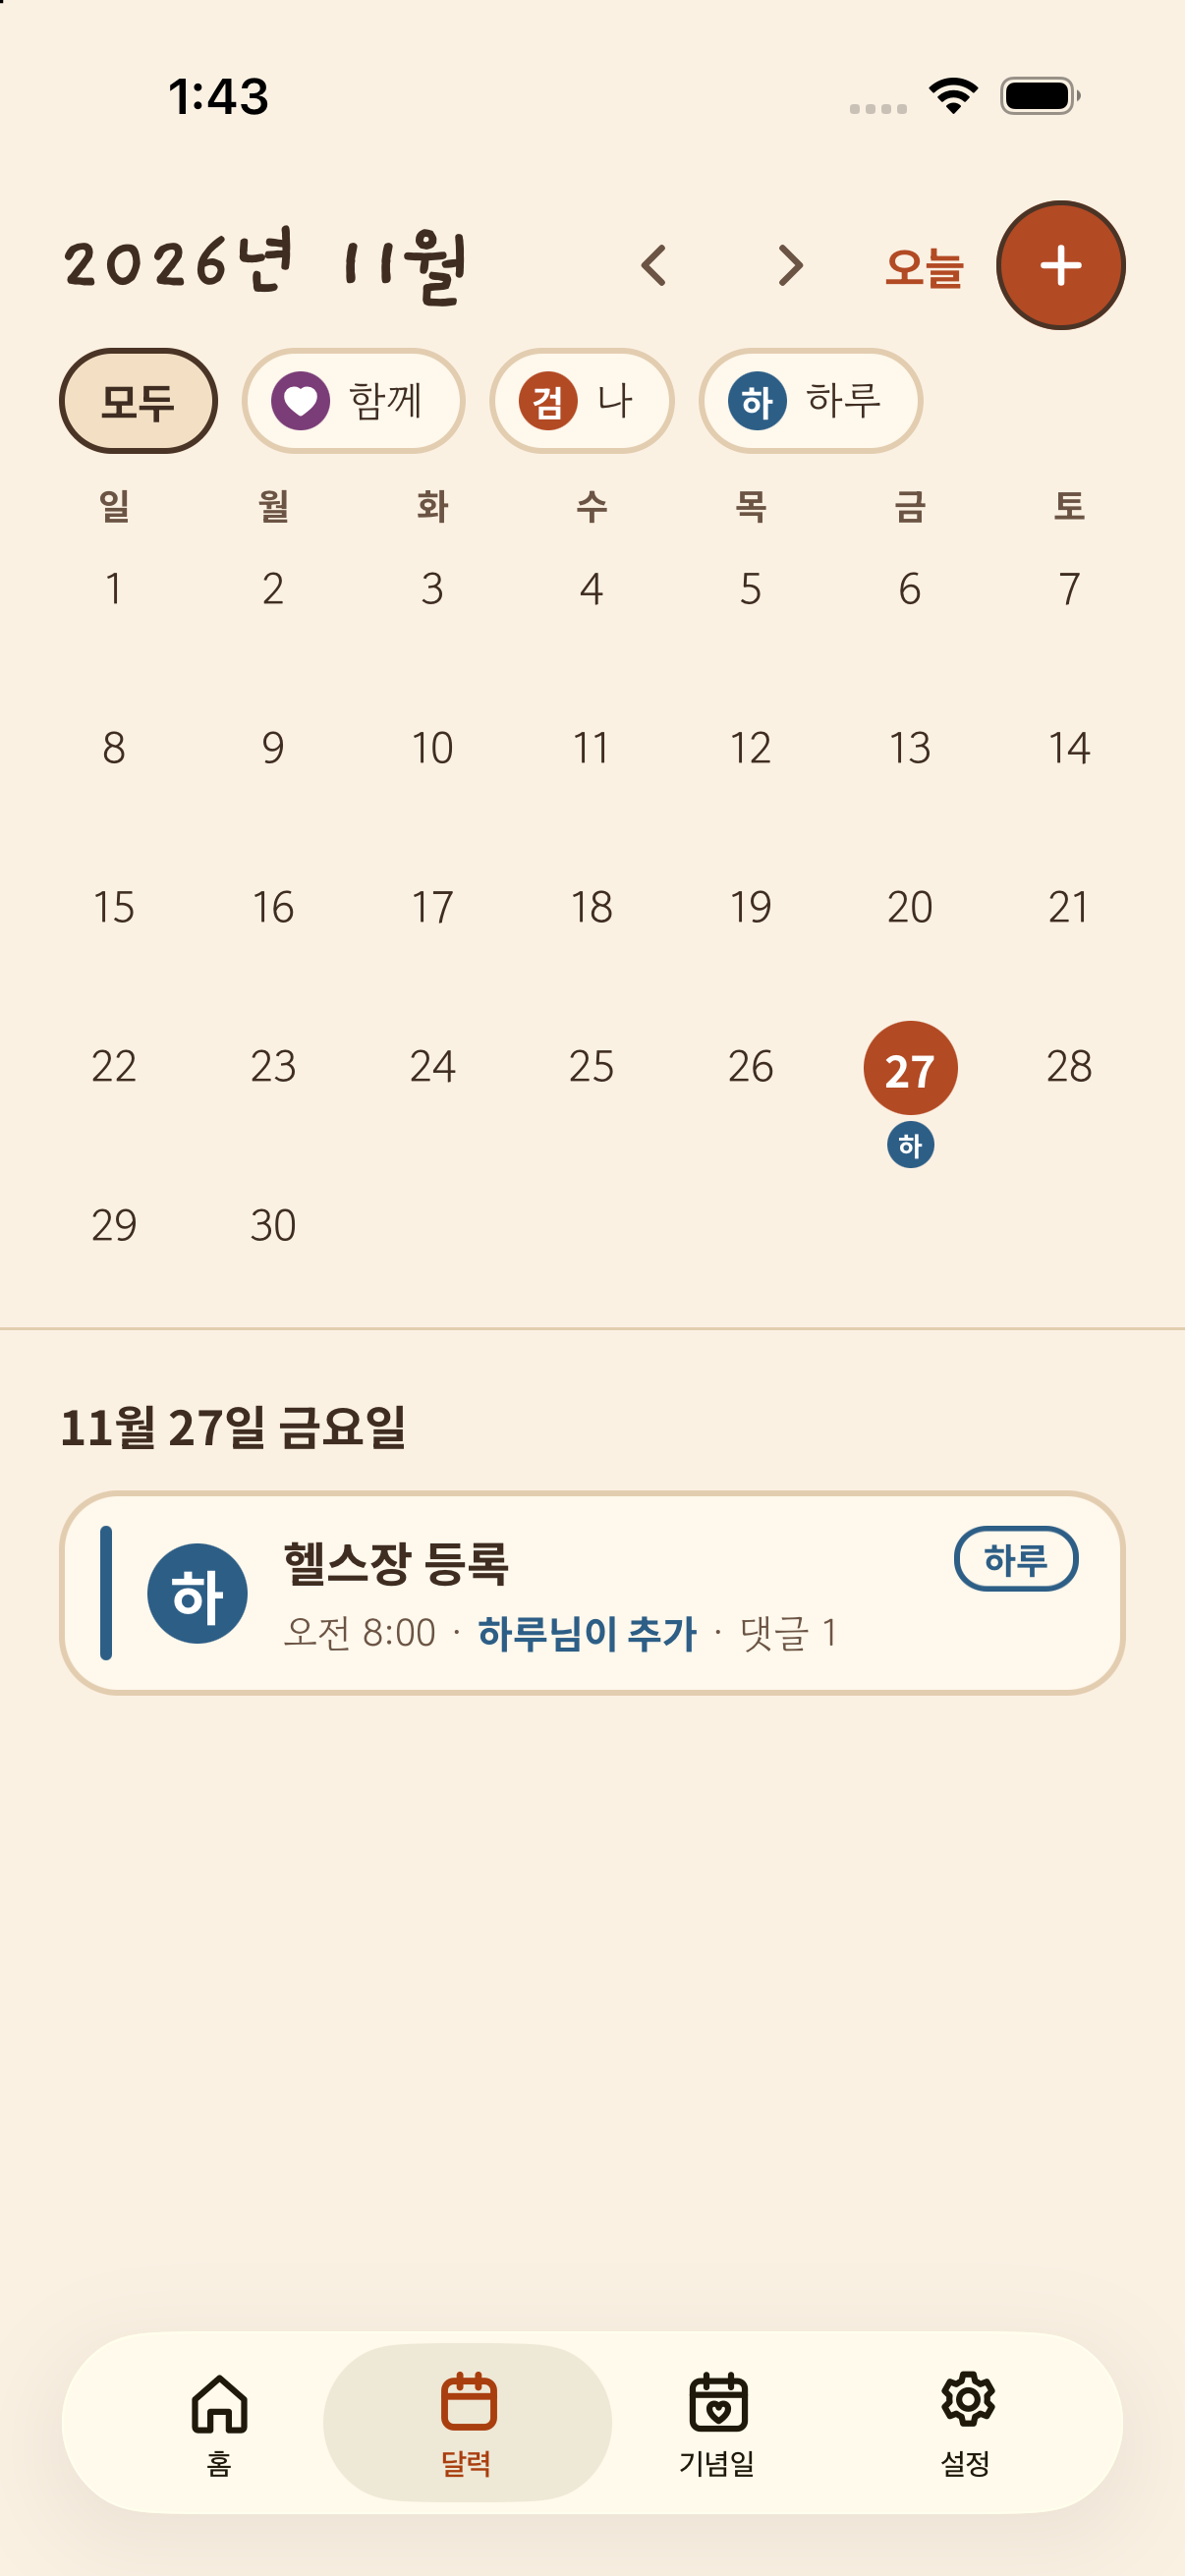 1:43
2026년 11월
오늘
모두 함께 검 나 하 하루
일 월 화 수 목 금 토
1 2 3 4 5 6 7
8 9 10 11 12 13 14
15 16 17 18 19 20 21
22 23 24 25 26 27 28
하
29 30
11월 27일 금요일
하 헬스장 등록 하루
오전 8:00 · 하루님이 추가 · 댓글 1
홈 달력 기념일 설정